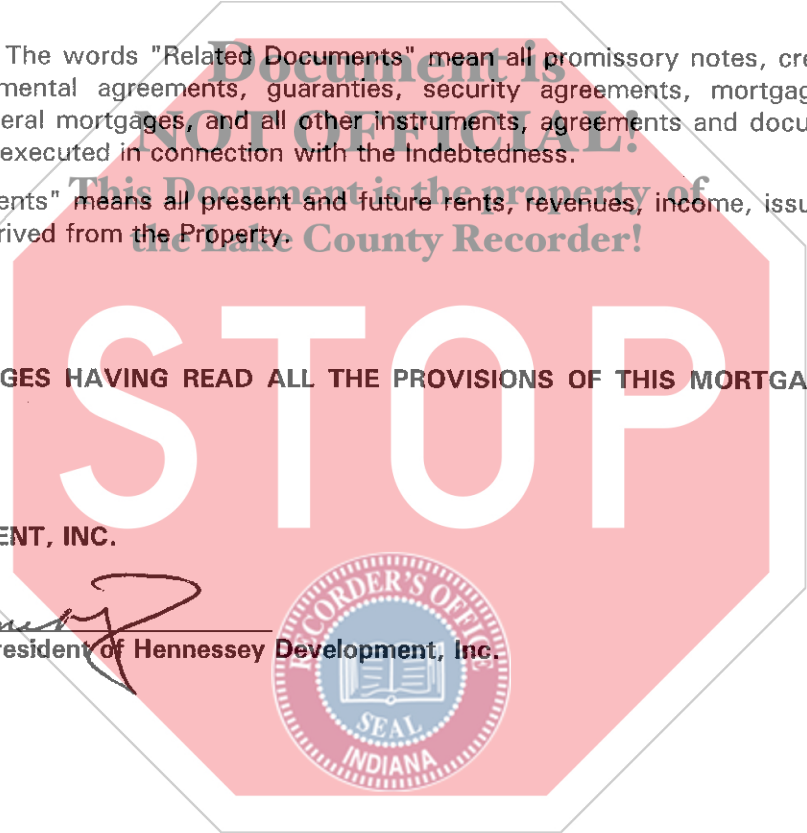 Document is
The words "Related Documents" mean all promissory notes, cre
mental agreements, guaranties, security agreements, mortgag
NOT OFFICIAL!
eral mortgages, and all other instruments, agreements and docu
executed in connection with the Indebtedness.
This Document is the property of
ents" means all present and future rents, revenues, income, issu
the Lake County Recorder!
rived from the Property.
STOP
GES HAVING READ ALL THE PROVISIONS OF THIS MORTGA
ENT, INC.
resident of Hennessey Development, Inc.
RECORDER'S OFFICE
SEAL
INDIANA